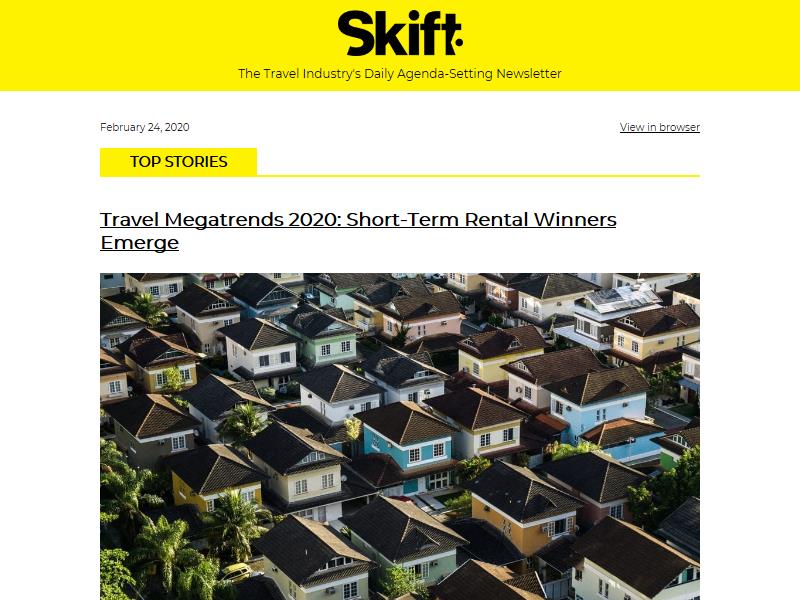 Skift
The Travel Industry's Daily Agenda-Setting Newsletter
February 24, 2020
View in browser
TOP STORIES
Travel Megatrends 2020: Short-Term Rental Winners
Emerge